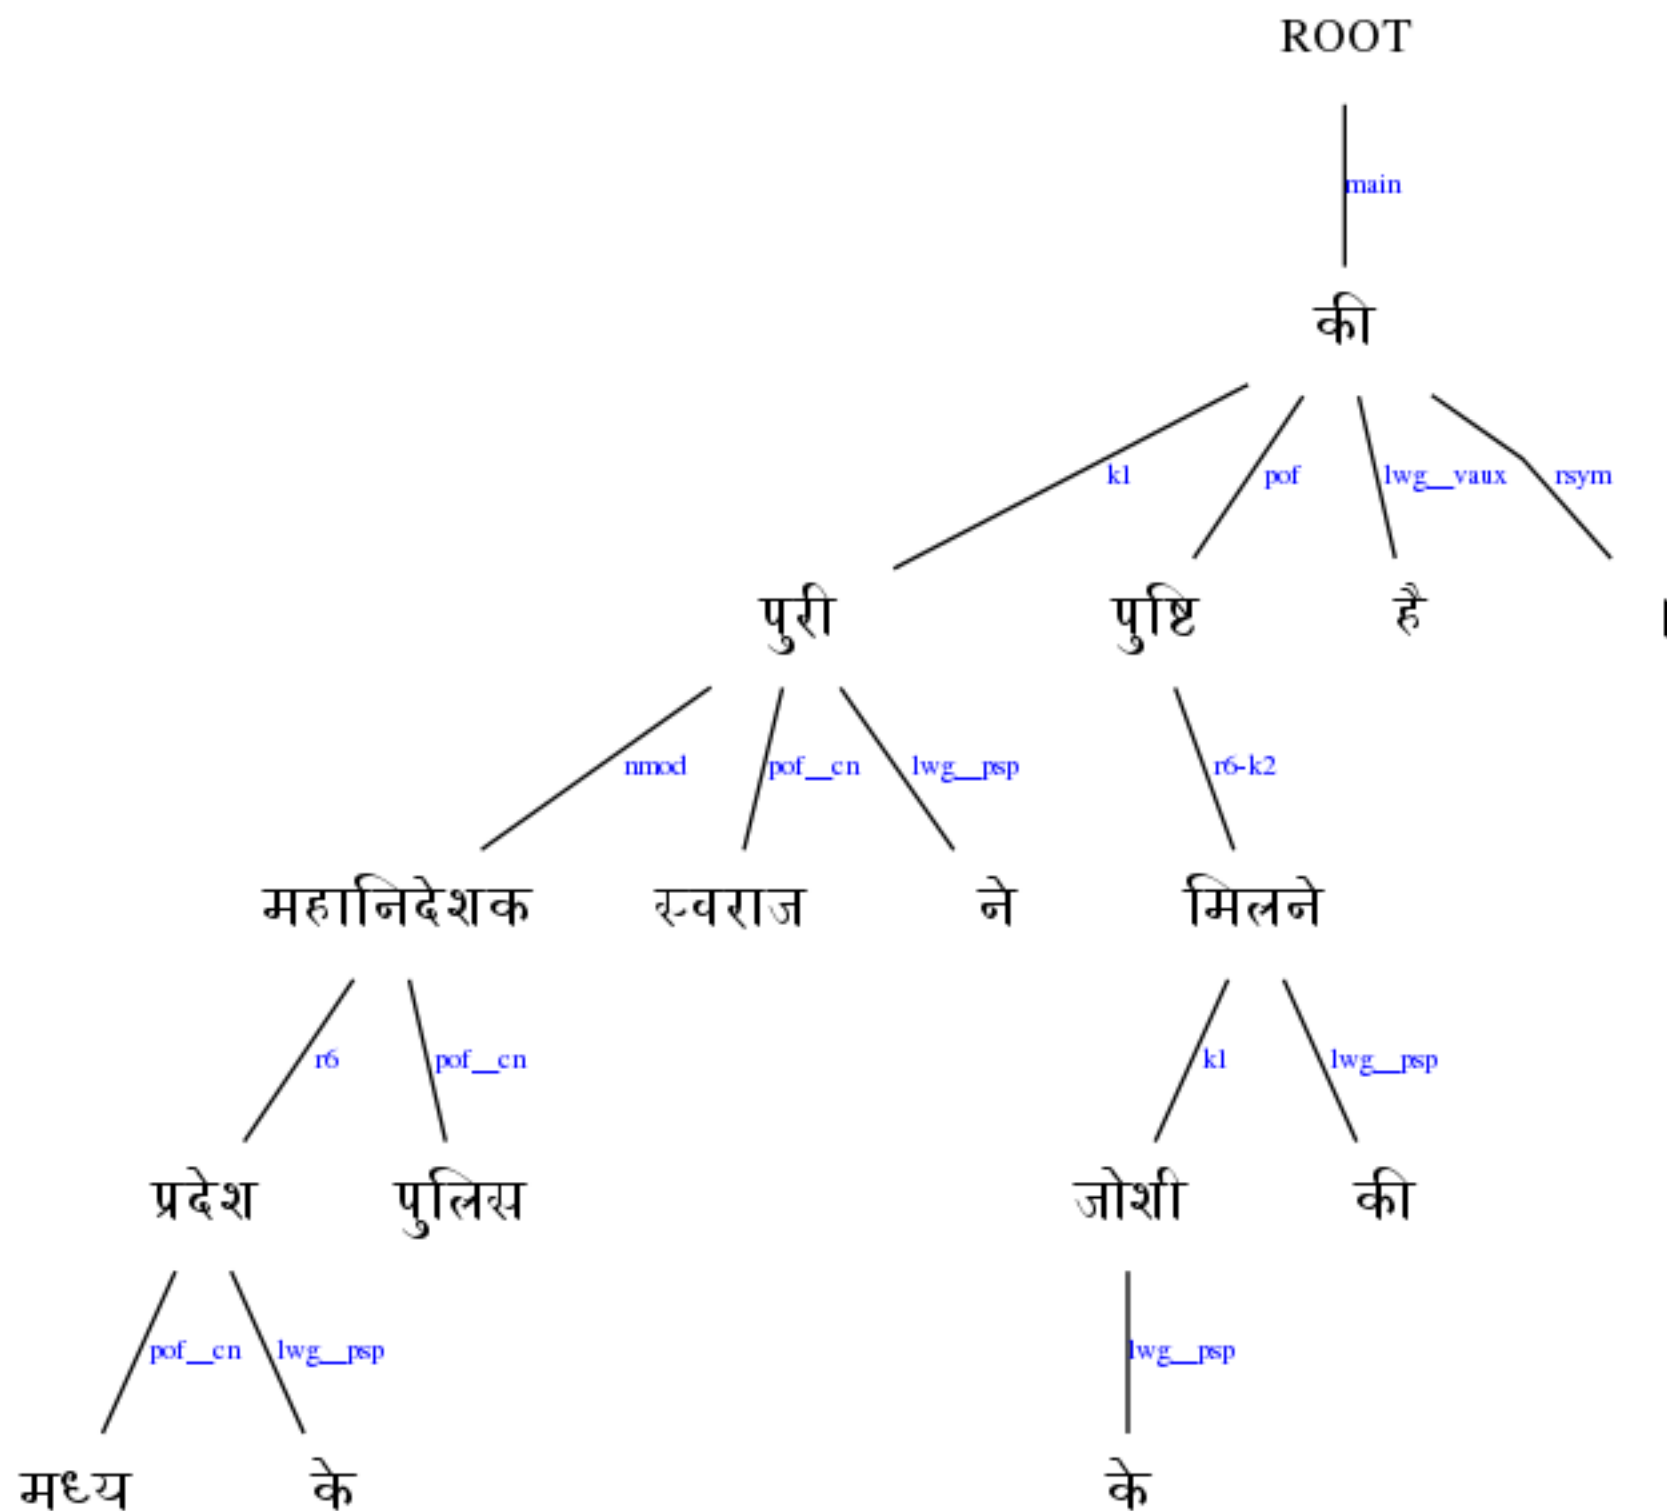 ROOT
main
की
k1 pof lwg__vaux rsym
पुरी पुष्टि है ।
nmod pof__cn lwg__psp r6-k2
महानिदेशक स्वराज ने मिलने
r6 pof__cn k1 lwg__psp
प्रदेश पुलिस जोशी की
pof__cn lwg__psp lwg__psp
मध्य के के